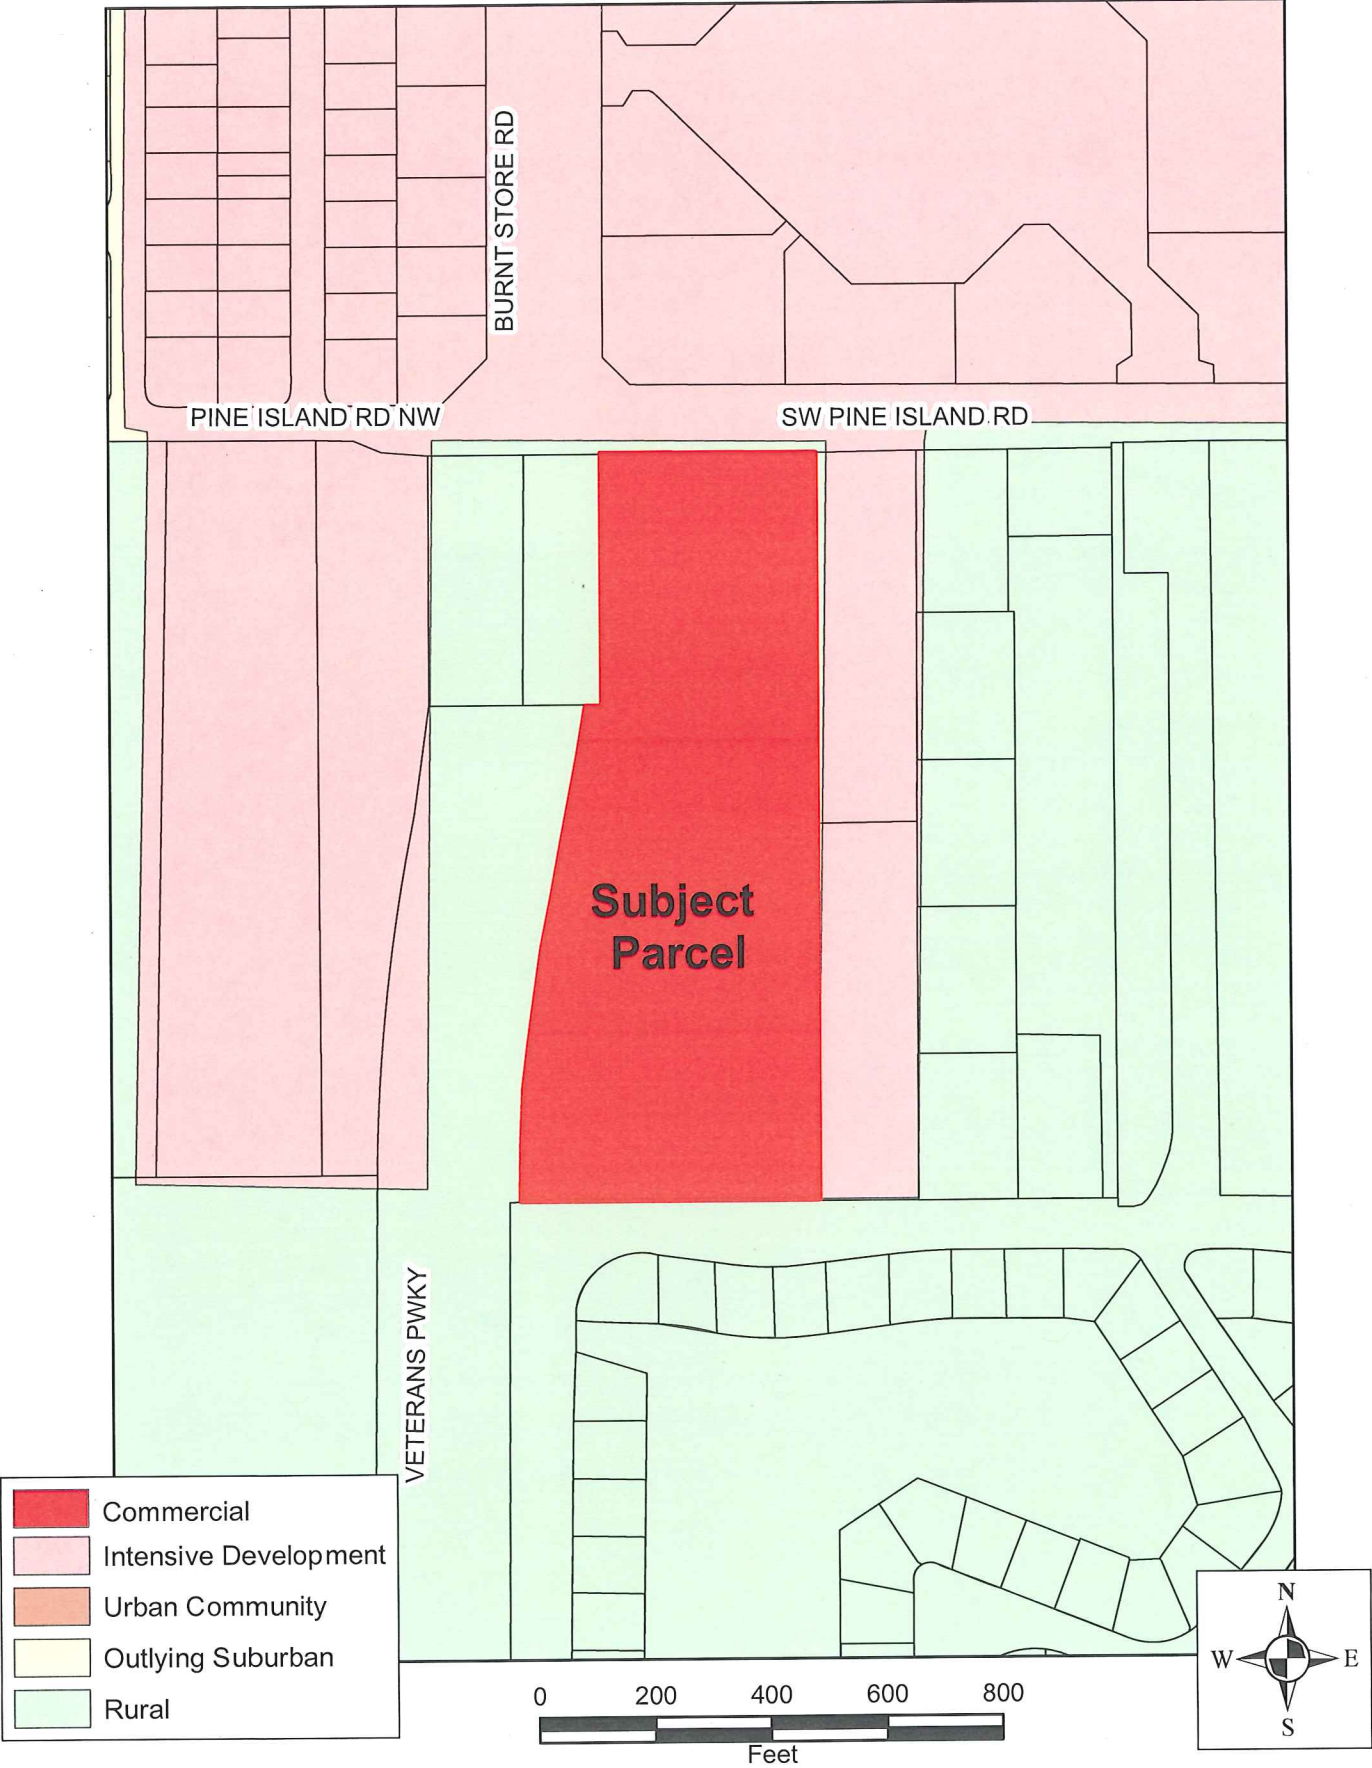 BURNT STORE RD
PINE ISLAND RD NW
SW PINE ISLAND RD
Subject
Parcel
VETERANS PWKY
Commercial
Intensive Development
Urban Community
Outlying Suburban
Rural
0 200 400 600 800
Feet
N
W E
S